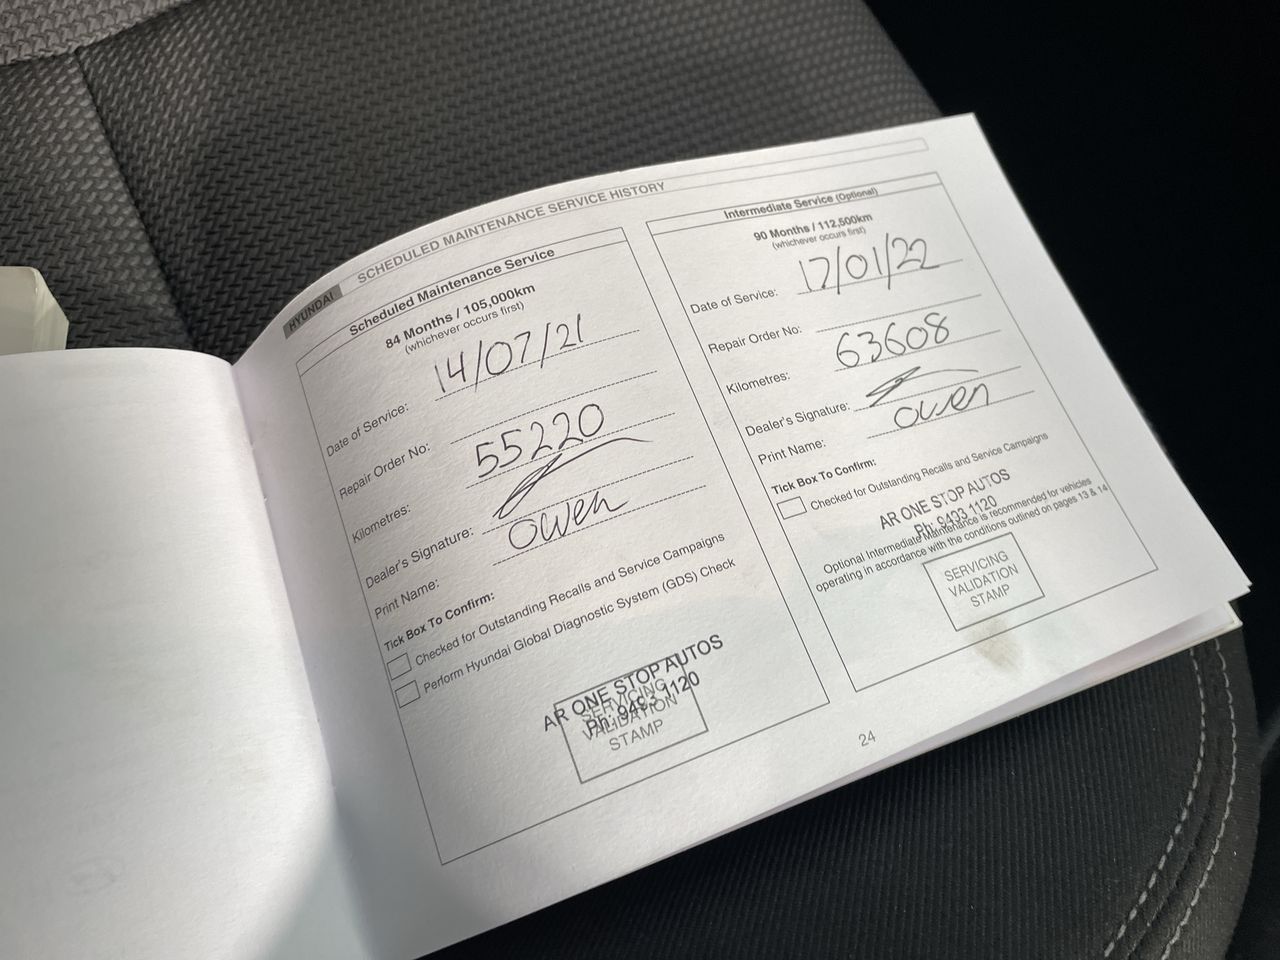 HYUNDAI
SCHEDULED MAINTENANCE SERVICE HISTORY
Scheduled Maintenance Service
84 Months / 105,000km
(whichever occurs first)
Date of Service: 14/07/21
Repair Order No:
Kilometres: 55220
Dealer's Signature:
Print Name: Owen
Tick Box To Confirm:
Checked for Outstanding Recalls and Service Campaigns
Perform Hyundai Global Diagnostic System (GDS) Check
AR ONE STOP AUTOS
Ph: 9493 1120
SERVICING
VALIDATION
STAMP
Intermediate Service (Optional)
90 Months / 112,500km
(whichever occurs first)
Date of Service: 17/01/22
Repair Order No:
Kilometres: 63608
Dealer's Signature:
Print Name: Owen
Tick Box To Confirm:
Checked for Outstanding Recalls and Service Campaigns
AR ONE STOP AUTOS
Ph: 9493 1120
Optional Intermediate Maintenance is recommended for vehicles
operating in accordance with the conditions outlined on pages 13 & 14
SERVICING
VALIDATION
STAMP
24